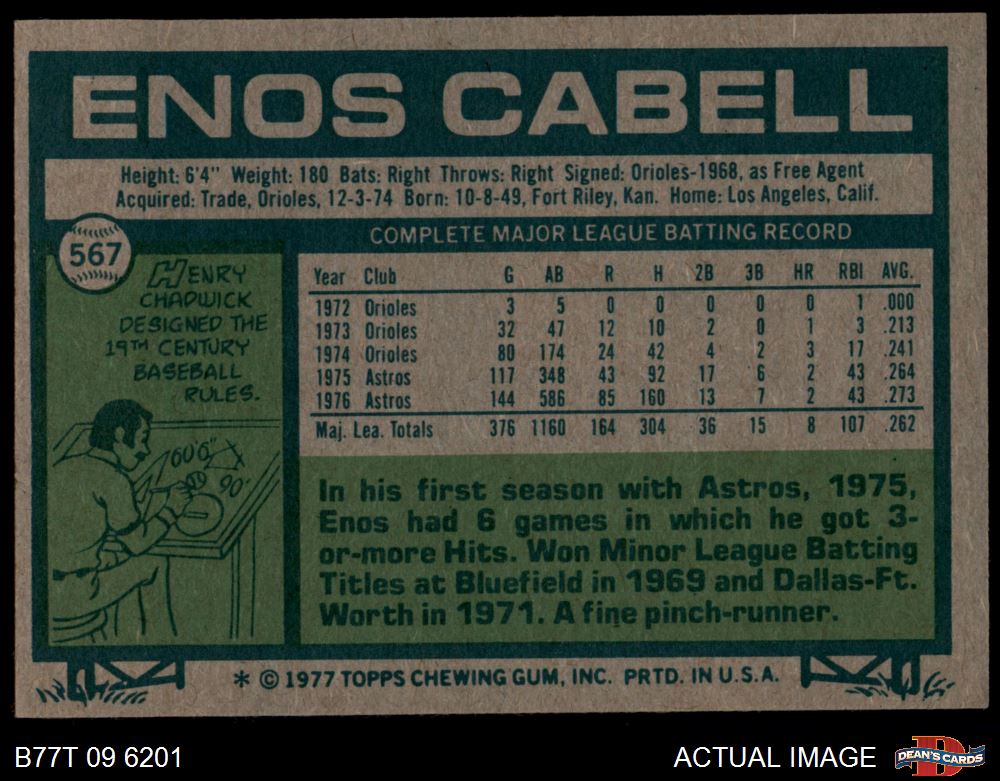 ENOS CABELL
Height: 6'4" Weight: 180 Bats: Right Throws: Right Signed: Orioles-1968, as Free Agent
Acquired: Trade, Orioles, 12-3-74 Born: 10-8-49, Fort Riley, Kan. Home: Los Angeles, Calif.
567
HENRY
CHADWICK
DESIGNED THE
19TH CENTURY
BASEBALL
RULES.
60'6"
90'
COMPLETE MAJOR LEAGUE BATTING RECORD
Year Club G AB R H 2B 3B HR RBI AVG.
1972 Orioles 3 5 0 0 0 0 0 1 .000
1973 Orioles 32 47 12 10 2 0 1 3 .213
1974 Orioles 80 174 24 42 4 2 3 17 .241
1975 Astros 117 348 43 92 17 6 2 43 .264
1976 Astros 144 586 85 160 13 7 2 43 .273
Maj. Lea. Totals 376 1160 164 304 36 15 8 107 .262
In his first season with Astros, 1975,
Enos had 6 games in which he got 3-
or-more Hits. Won Minor League Batting
Titles at Bluefield in 1969 and Dallas-Ft.
Worth in 1971. A fine pinch-runner.
* © 1977 TOPPS CHEWING GUM, INC. PRTD. IN U.S.A.
B77T 09 6201
ACTUAL IMAGE
D
DEAN'S CARDS